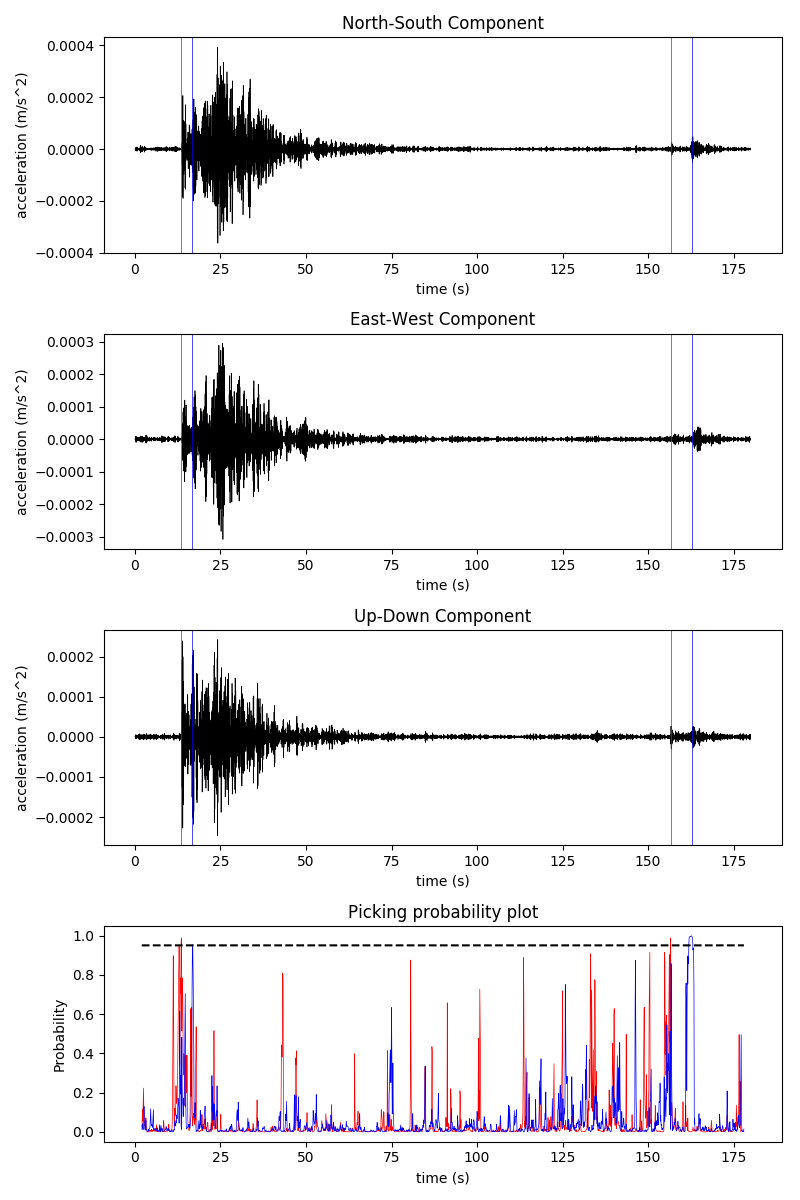 North-South Component
0.0004
0.0002
0.0000
−0.0002
−0.0004
acceleration (m/s^2)
0 25 50 75 100 125 150 175
time (s)
East-West Component
0.0003
0.0002
0.0001
0.0000
−0.0001
−0.0002
−0.0003
acceleration (m/s^2)
0 25 50 75 100 125 150 175
time (s)
Up-Down Component
0.0002
0.0001
0.0000
−0.0001
−0.0002
acceleration (m/s^2)
0 25 50 75 100 125 150 175
time (s)
Picking probability plot
1.0
0.8
0.6
0.4
0.2
0.0
Probability
0 25 50 75 100 125 150 175
time (s)